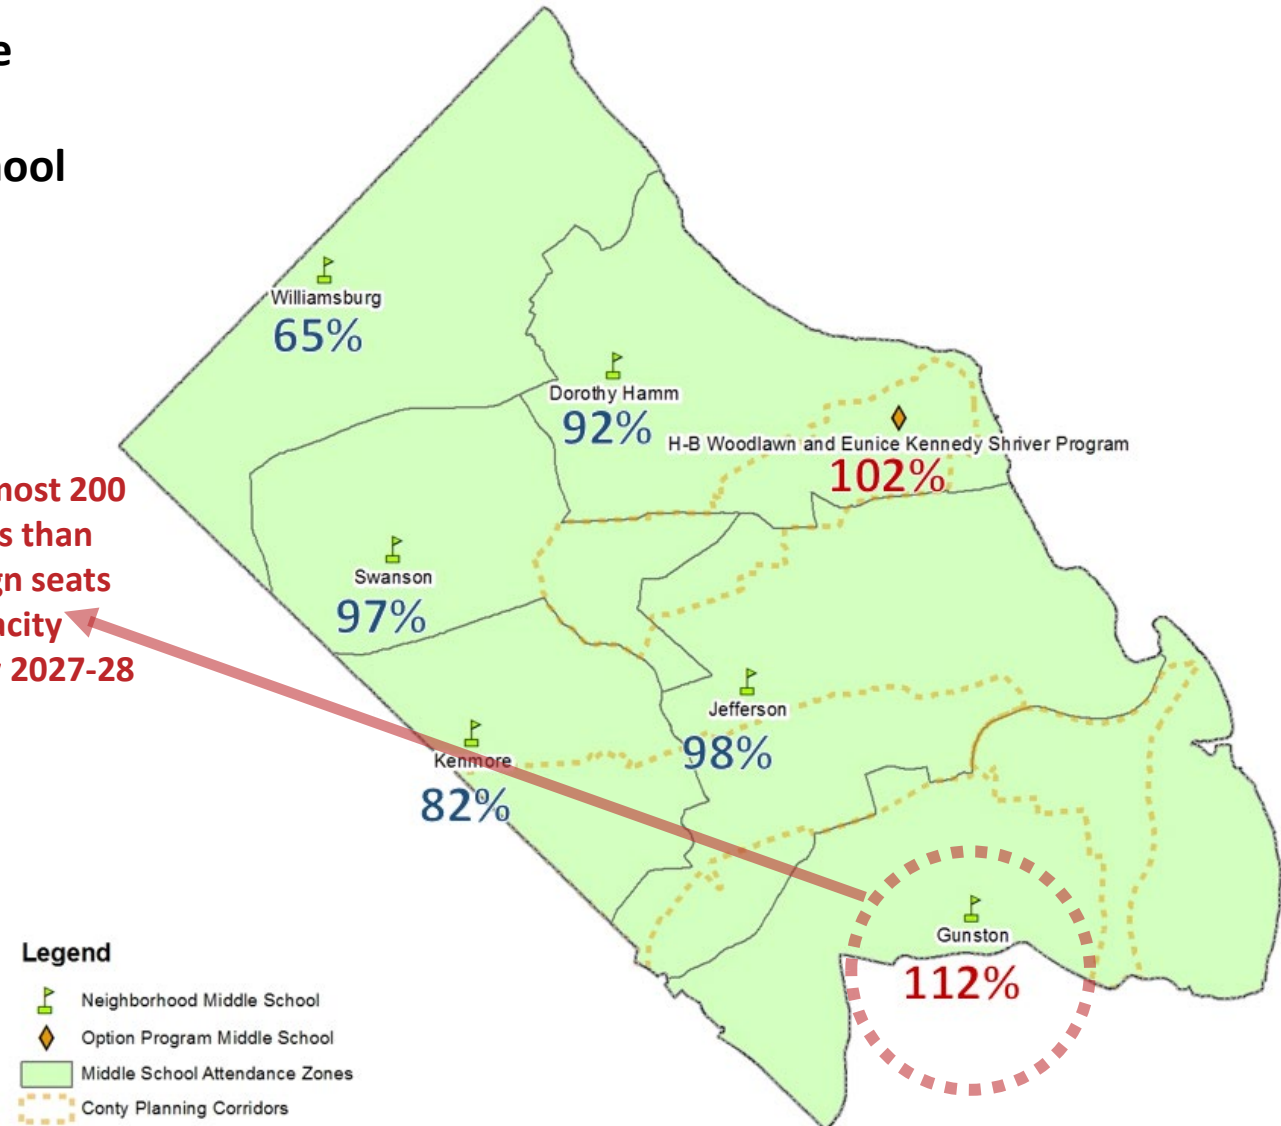 e
ool
Williamsburg
65%
Dorothy Hamm
92%
H-B Woodlawn and Eunice Kennedy Shriver Program
102%
most 200
s than
gn seats
acity
2027-28
Swanson
97%
Jefferson
98%
Kenmore
82%
Gunston
112%
Legend
Neighborhood Middle School
Option Program Middle School
Middle School Attendance Zones
Conty Planning Corridors